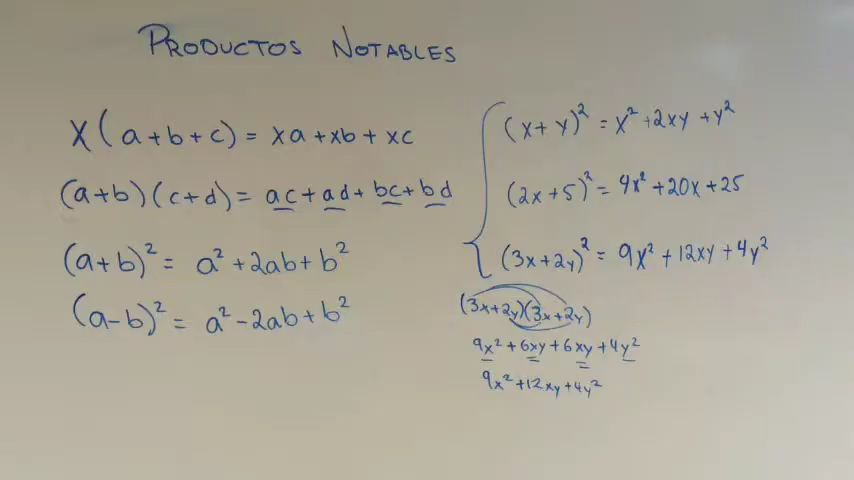 PRODUCTOS NOTABLES
x(a+b+c) = xa+xb+xc
(a+b)(c+d) = ac+ad+bc+bd
(a+b)² = a²+2ab+b²
(a-b)² = a²-2ab+b²
(x+y)² = x²+2xy+y²
(2x+5)² = 4x²+20x+25
(3x+2y)² = 9x²+12xy+4y²
(3x+2y)(3x+2y)
9x²+6xy+6xy+4y²
9x²+12xy+4y²